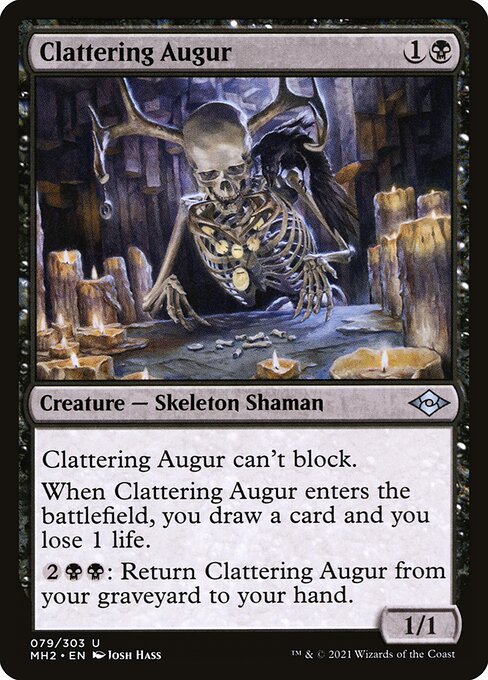 Clattering Augur 1
Creature — Skeleton Shaman
Clattering Augur can't block.
When Clattering Augur enters the
battlefield, you draw a card and you
lose 1 life.
2: Return Clattering Augur from
your graveyard to your hand.
1/1
079/303 U
MH2 • EN Josh Hass
™ & © 2021 Wizards of the Coast